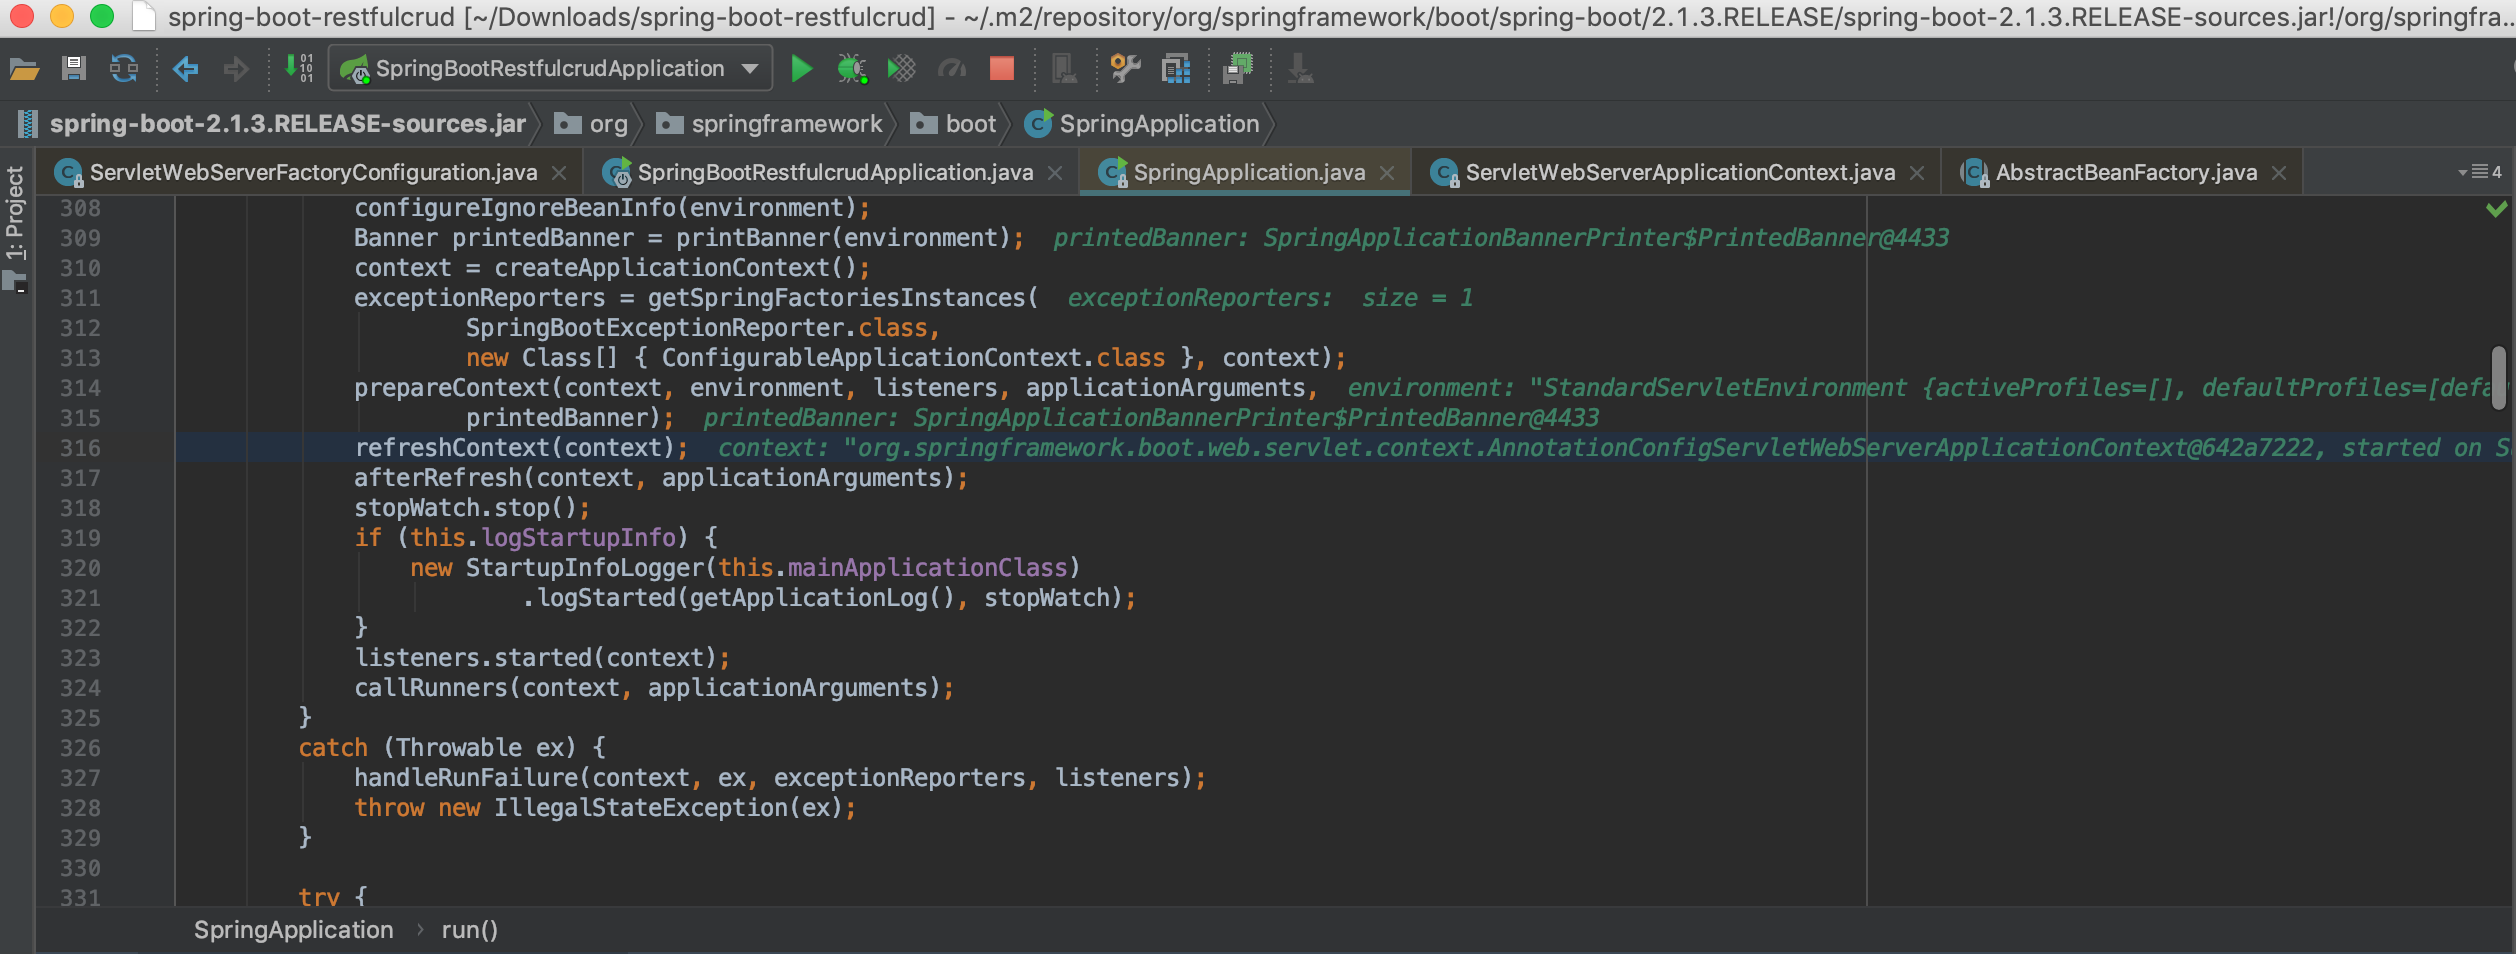 spring-boot-restfulcrud [~/Downloads/spring-boot-restfulcrud] - ~/.m2/repository/org/springframework/boot/spring-boot/2.1.3.RELEASE/spring-boot-2.1.3.RELEASE-sources.jar!/org/springfra...
SpringBootRestfulcrudApplication
spring-boot-2.1.3.RELEASE-sources.jar org springframework boot SpringApplication
ServletWebServerFactoryConfiguration.java SpringBootRestfulcrudApplication.java SpringApplication.java ServletWebServerApplicationContext.java AbstractBeanFactory.java 4
1: Project
308 configureIgnoreBeanInfo(environment);
309 Banner printedBanner = printBanner(environment); printedBanner: SpringApplicationBannerPrinter$PrintedBanner@4433
310 context = createApplicationContext();
311 exceptionReporters = getSpringFactoriesInstances( exceptionReporters: size = 1
312 SpringBootExceptionReporter.class,
313 new Class[] { ConfigurableApplicationContext.class }, context);
314 prepareContext(context, environment, listeners, applicationArguments, environment: "StandardServletEnvironment {activeProfiles=[], defaultProfiles=[defa
315 printedBanner); printedBanner: SpringApplicationBannerPrinter$PrintedBanner@4433
316 refreshContext(context); context: "org.springframework.boot.web.servlet.context.AnnotationConfigServletWebServerApplicationContext@642a7222, started on S
317 afterRefresh(context, applicationArguments);
318 stopWatch.stop();
319 if (this.logStartupInfo) {
320 new StartupInfoLogger(this.mainApplicationClass)
321 .logStarted(getApplicationLog(), stopWatch);
322 }
323 listeners.started(context);
324 callRunners(context, applicationArguments);
325 }
326 catch (Throwable ex) {
327 handleRunFailure(context, ex, exceptionReporters, listeners);
328 throw new IllegalStateException(ex);
329 }
330
331 try {
SpringApplication › run()